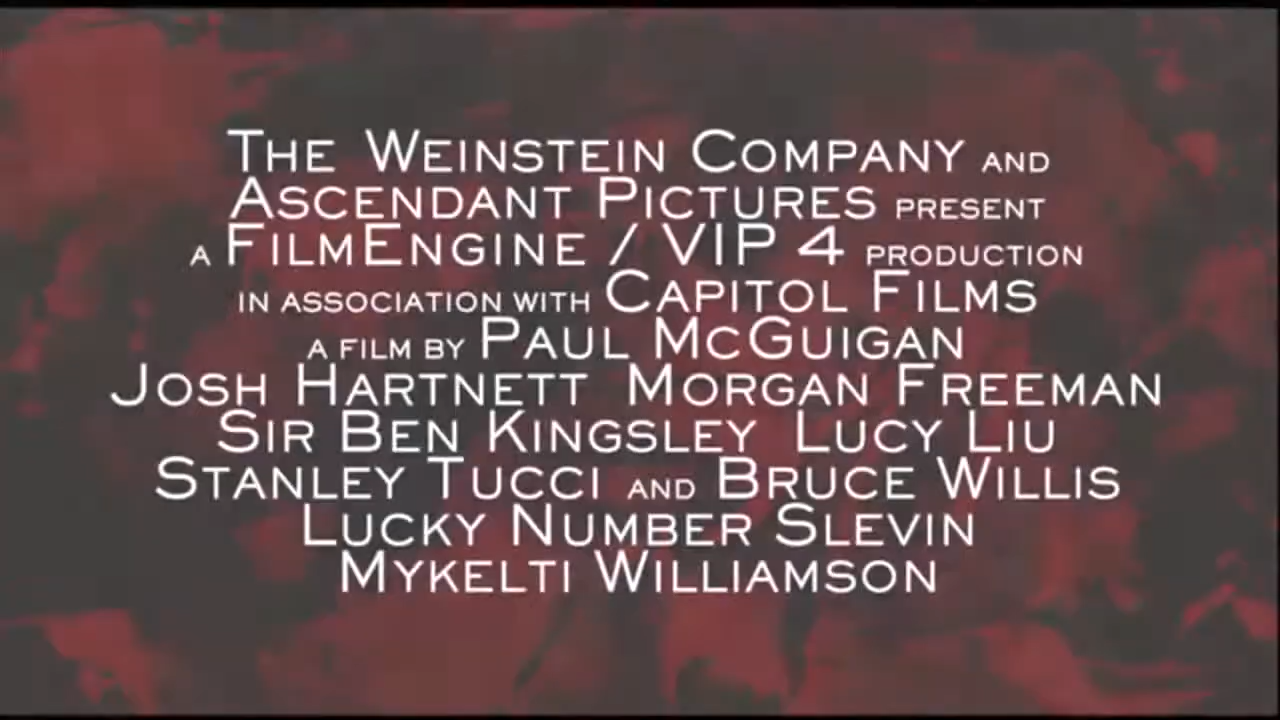 THE WEINSTEIN COMPANY AND
ASCENDANT PICTURES PRESENT
A FILMENGINE / VIP 4 PRODUCTION
IN ASSOCIATION WITH CAPITOL FILMS
A FILM BY PAUL MCGUIGAN
JOSH HARTNETT MORGAN FREEMAN
SIR BEN KINGSLEY LUCY LIU
STANLEY TUCCI AND BRUCE WILLIS
LUCKY NUMBER SLEVIN
MYKELTI WILLIAMSON